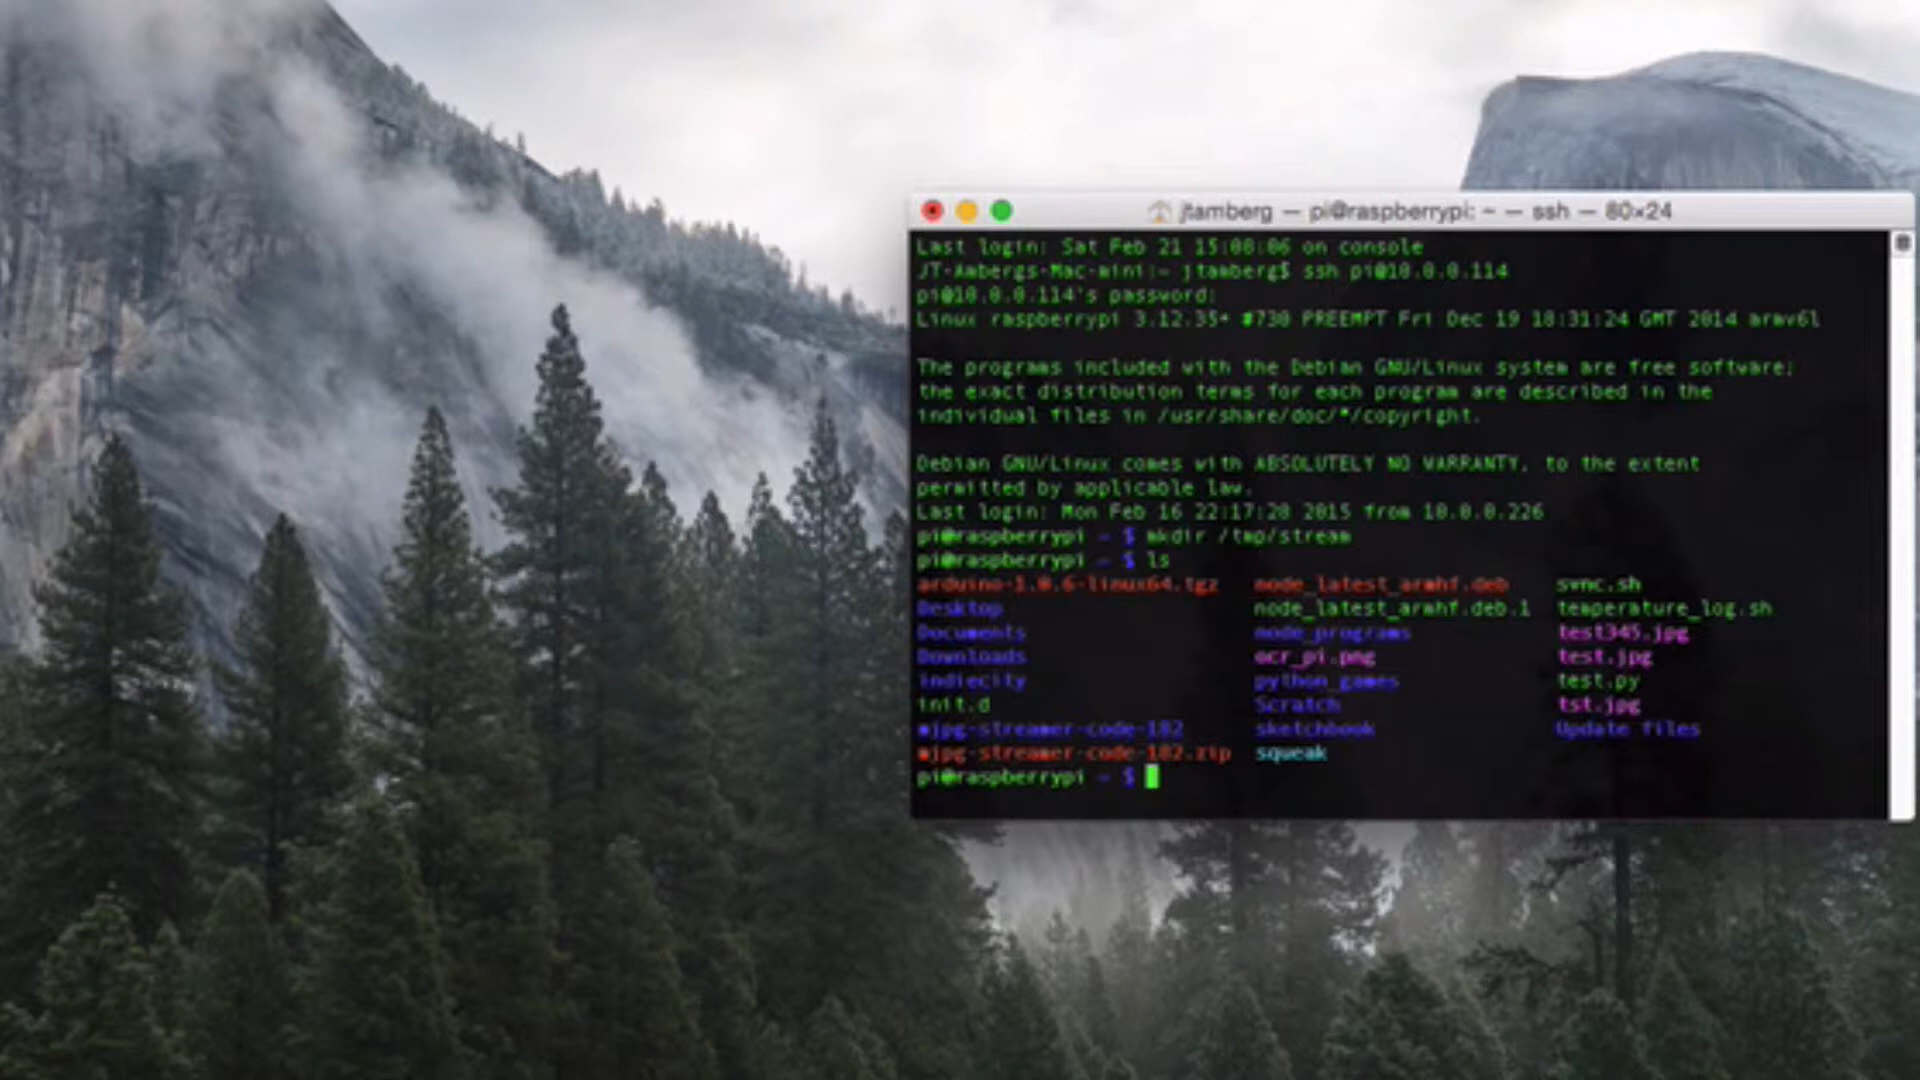 jtamberg — pi@raspberrypi: ~ — ssh — 80×24
Last login: Sat Feb 21 15:08:06 on console
JT-Ambergs-Mac-mini:~ jtamberg$ ssh pi@10.0.0.114
pi@10.0.0.114's password:
Linux raspberrypi 3.12.35+ #730 PREEMPT Fri Dec 19 18:31:24 GMT 2014 armv6l
The programs included with the Debian GNU/Linux system are free software;
the exact distribution terms for each program are described in the
individual files in /usr/share/doc/*/copyright.
Debian GNU/Linux comes with ABSOLUTELY NO WARRANTY, to the extent
permitted by applicable law.
Last login: Mon Feb 16 22:17:20 2015 from 10.0.0.226
pi@raspberrypi ~ $ mkdir /tmp/stream
pi@raspberrypi ~ $ ls
arduino-1.0.6-linux64.tgz node_latest_armhf.deb svnc.sh
Desktop node_latest_armhf.deb.1 temperature_log.sh
Documents node_programs test345.jpg
Downloads ocr_pi.png test.jpg
indiecity python_games test.py
init.d Scratch tst.jpg
mjpg-streamer-code-182 sketchbook Update files
mjpg-streamer-code-182.zip squeak
pi@raspberrypi ~ $